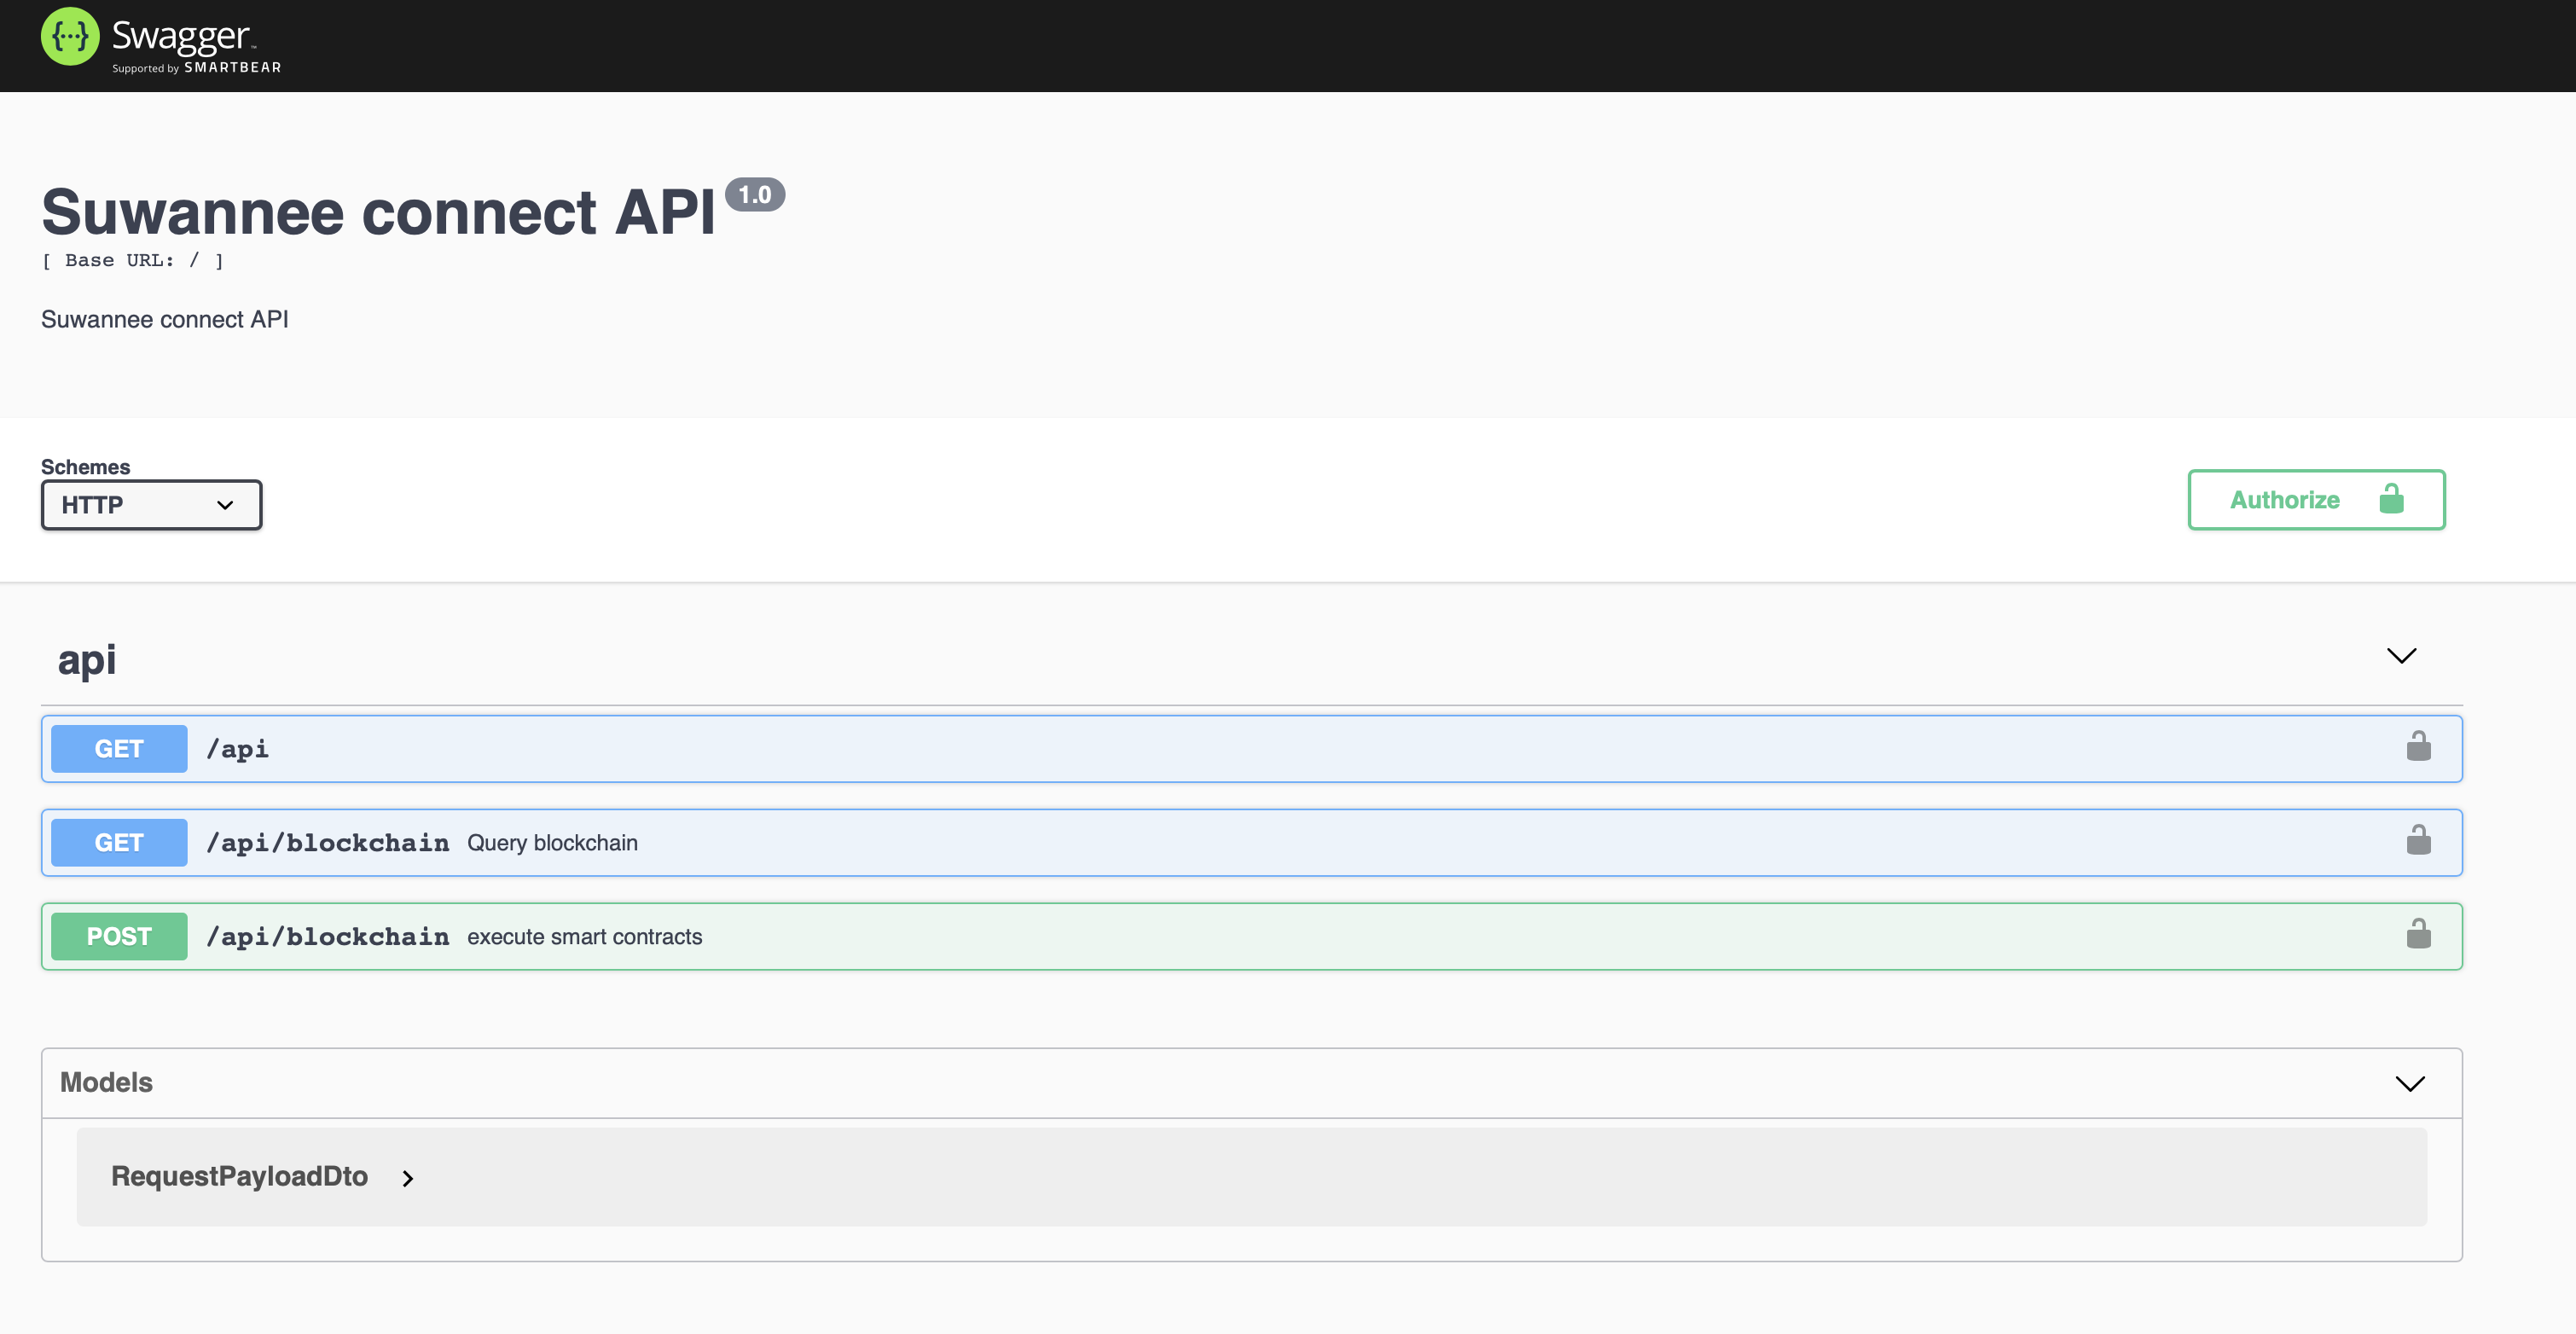 Swagger™
Supported by SMARTBEAR
Suwannee connect API 1.0
[ Base URL: / ]
Suwannee connect API
Schemes
HTTP
Authorize
api
GET /api
GET /api/blockchain Query blockchain
POST /api/blockchain execute smart contracts
Models
RequestPayloadDto